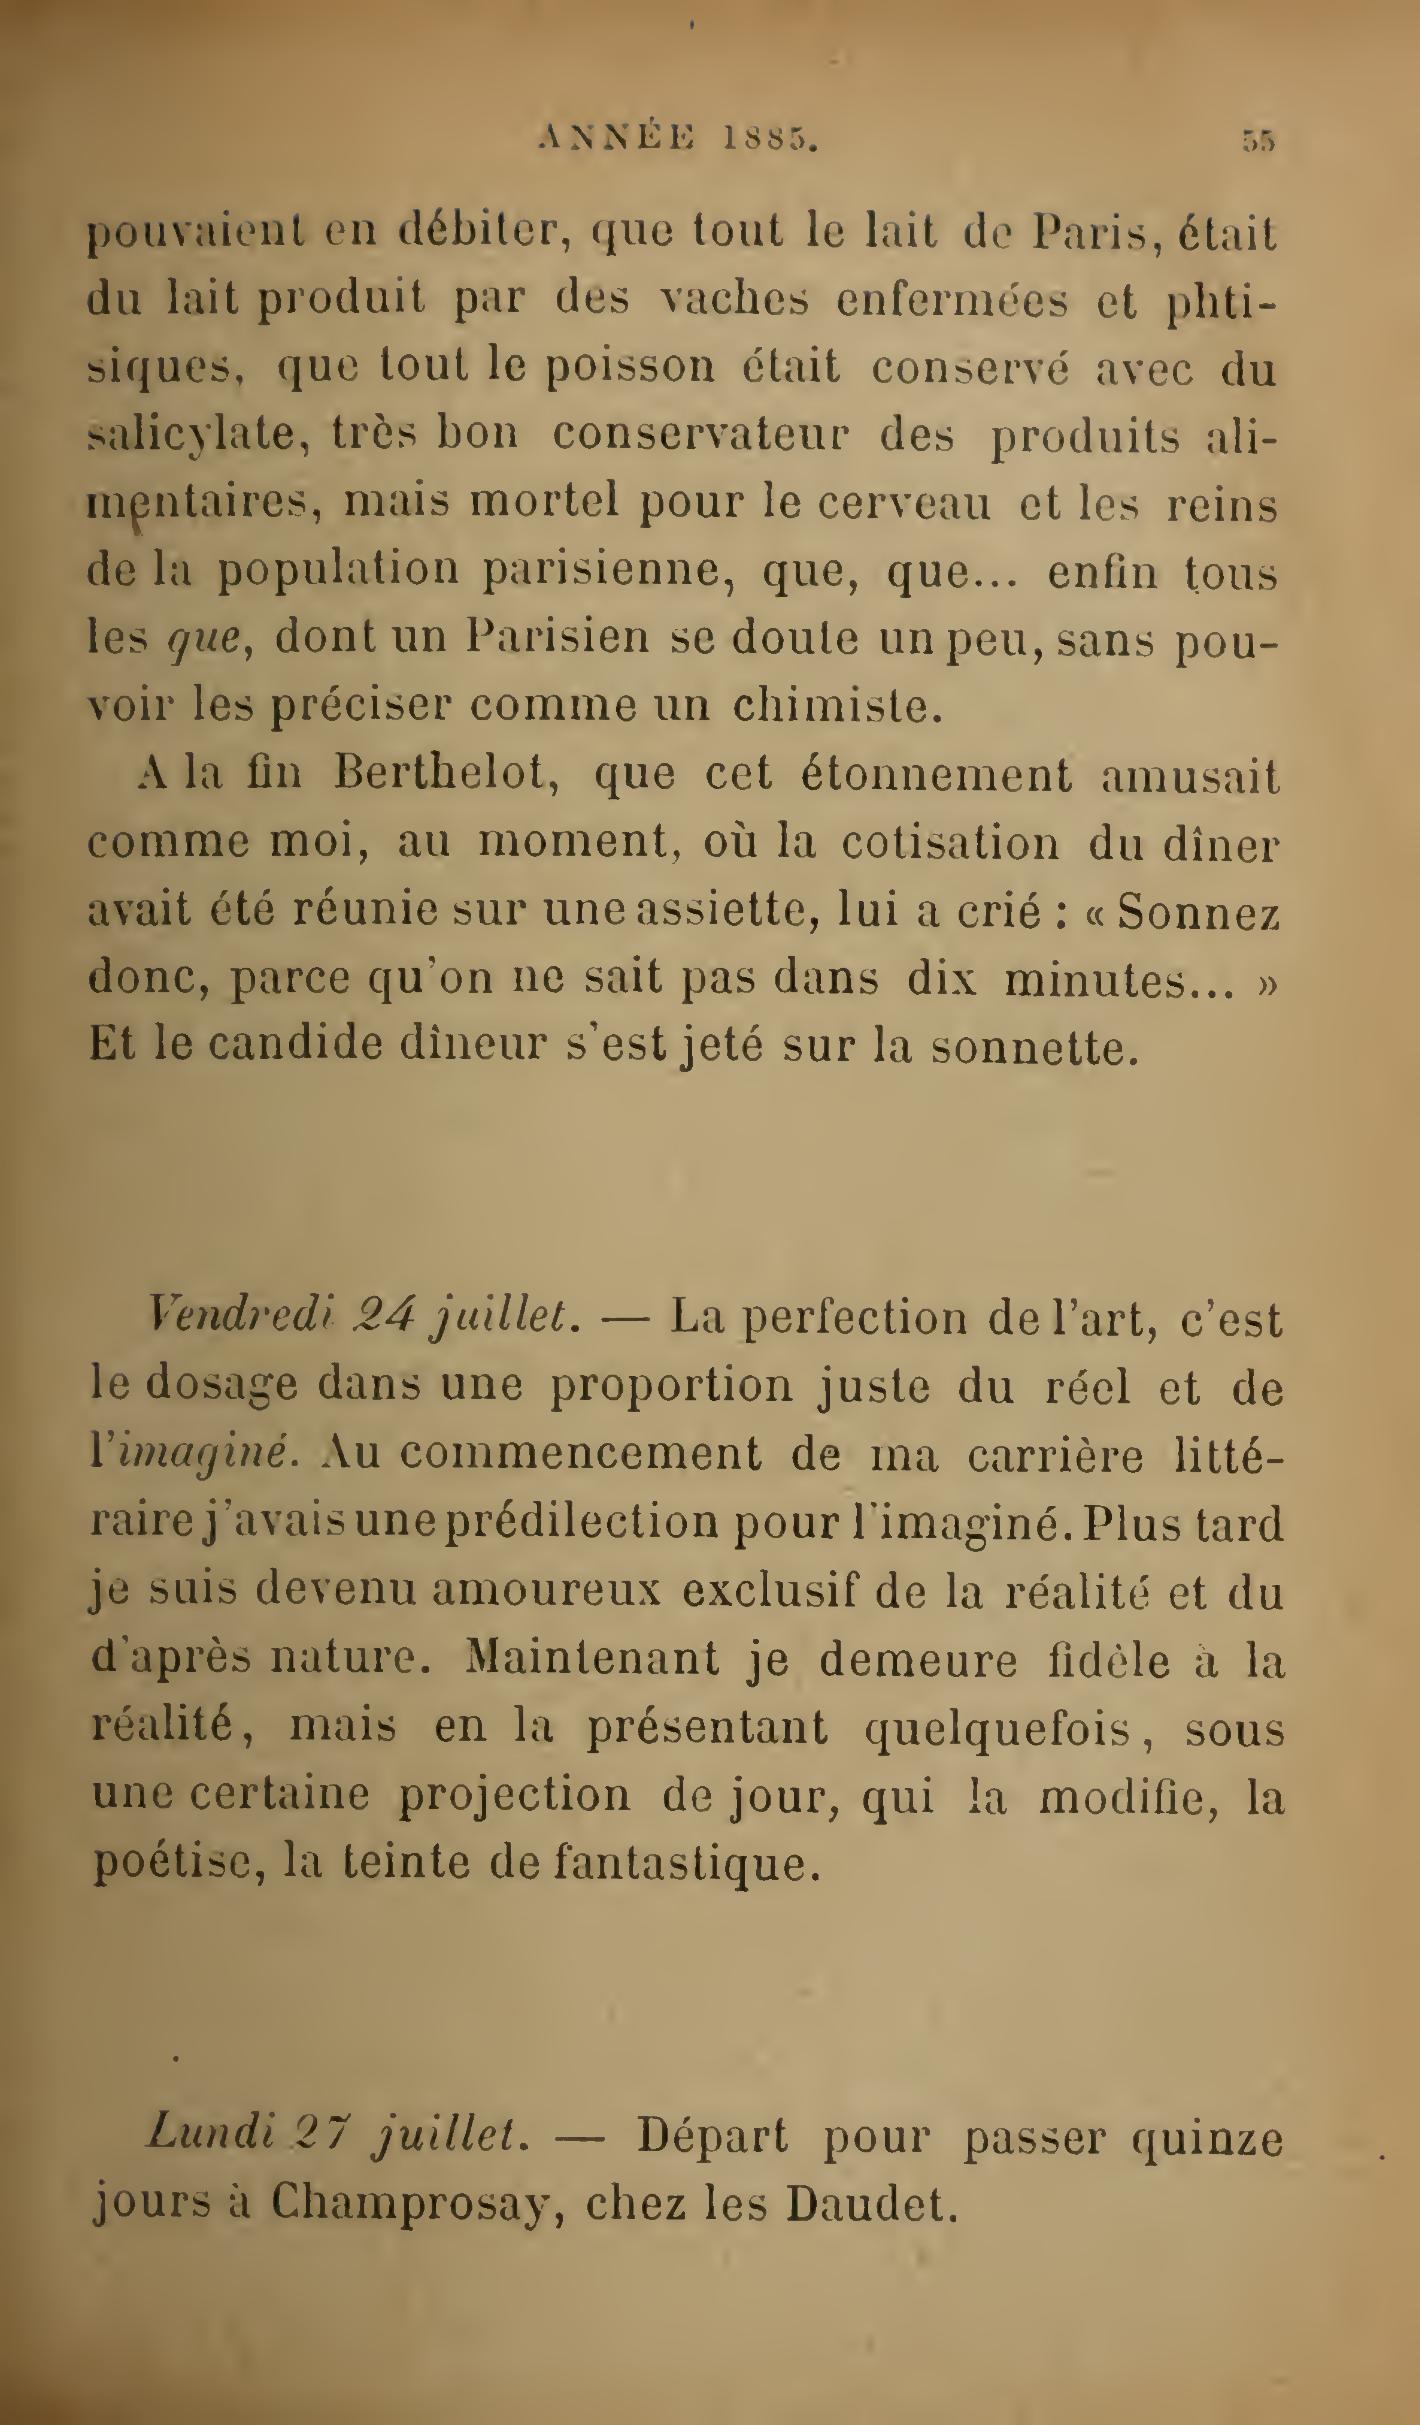 ANNÉE 1885. 55
pouvaient en débiter, que tout le lait de Paris, était
du lait produit par des vaches enfermées et phti-
siques, que tout le poisson était conservé avec du
salicylate, très bon conservateur des produits ali-
mentaires, mais mortel pour le cerveau et les reins
de la population parisienne, que, que... enfin tous
les que, dont un Parisien se doute un peu, sans pou-
voir les préciser comme un chimiste.
A la fin Berthelot, que cet étonnement amusait
comme moi, au moment, où la cotisation du dîner
avait été réunie sur une assiette, lui a crié : « Sonnez
donc, parce qu'on ne sait pas dans dix minutes... »
Et le candide dîneur s'est jeté sur la sonnette.
Vendredi 24 juillet. — La perfection de l'art, c'est
le dosage dans une proportion juste du réel et de
l'imaginé. Au commencement de ma carrière litté-
raire j'avais une prédilection pour l'imaginé. Plus tard
je suis devenu amoureux exclusif de la réalité et du
d'après nature. Maintenant je demeure fidèle à la
réalité, mais en la présentant quelquefois, sous
une certaine projection de jour, qui la modifie, la
poétise, la teinte de fantastique.
Lundi 27 juillet. — Départ pour passer quinze
jours à Champrosay, chez les Daudet.